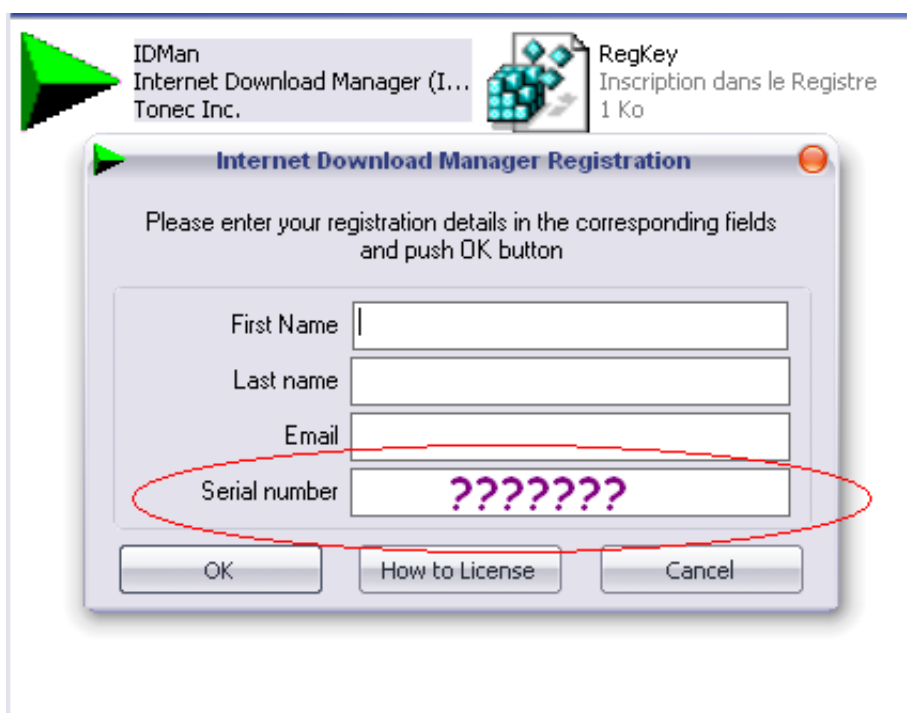 IDMan
Internet Download Manager (I...
Tonec Inc.
RegKey
Inscription dans le Registre
1 Ko
Internet Download Manager Registration
Please enter your registration details in the corresponding fields
and push OK button
First Name
Last name
Email
Serial number ???????
OK How to License Cancel